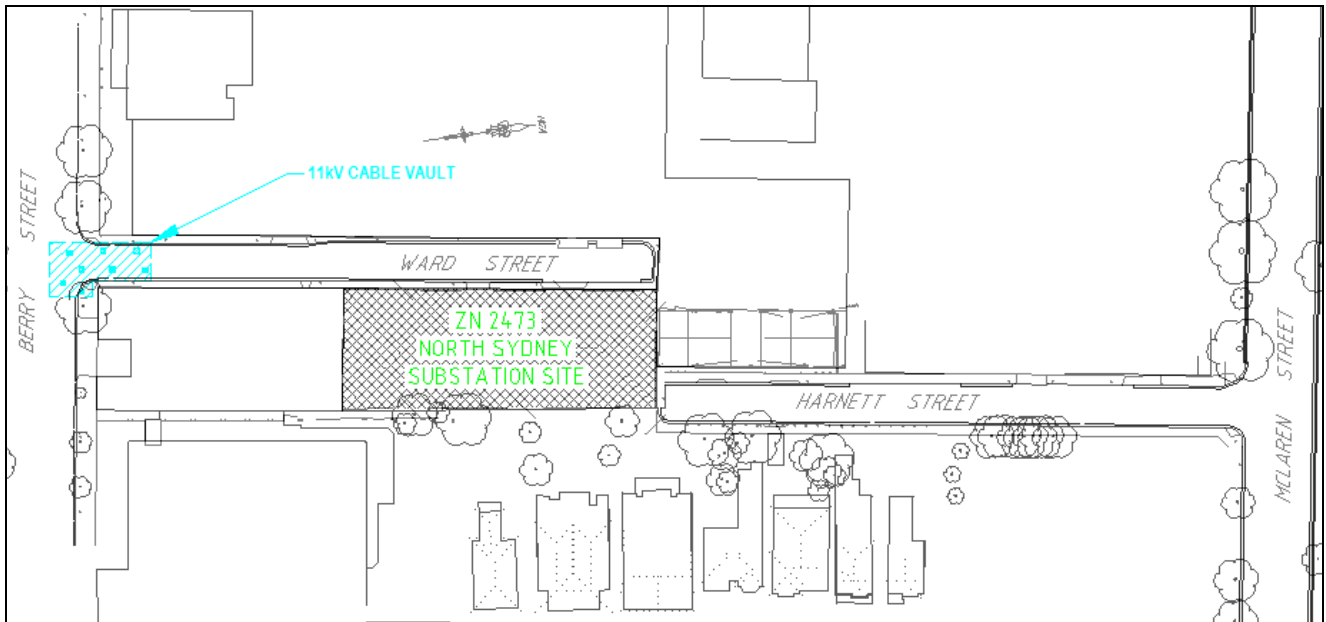 11kV CABLE VAULT
BERRY STREET
WARD STREET
ZN 2473
NORTH SYDNEY
SUBSTATION SITE
HARNETT STREET
MCLAREN STREET